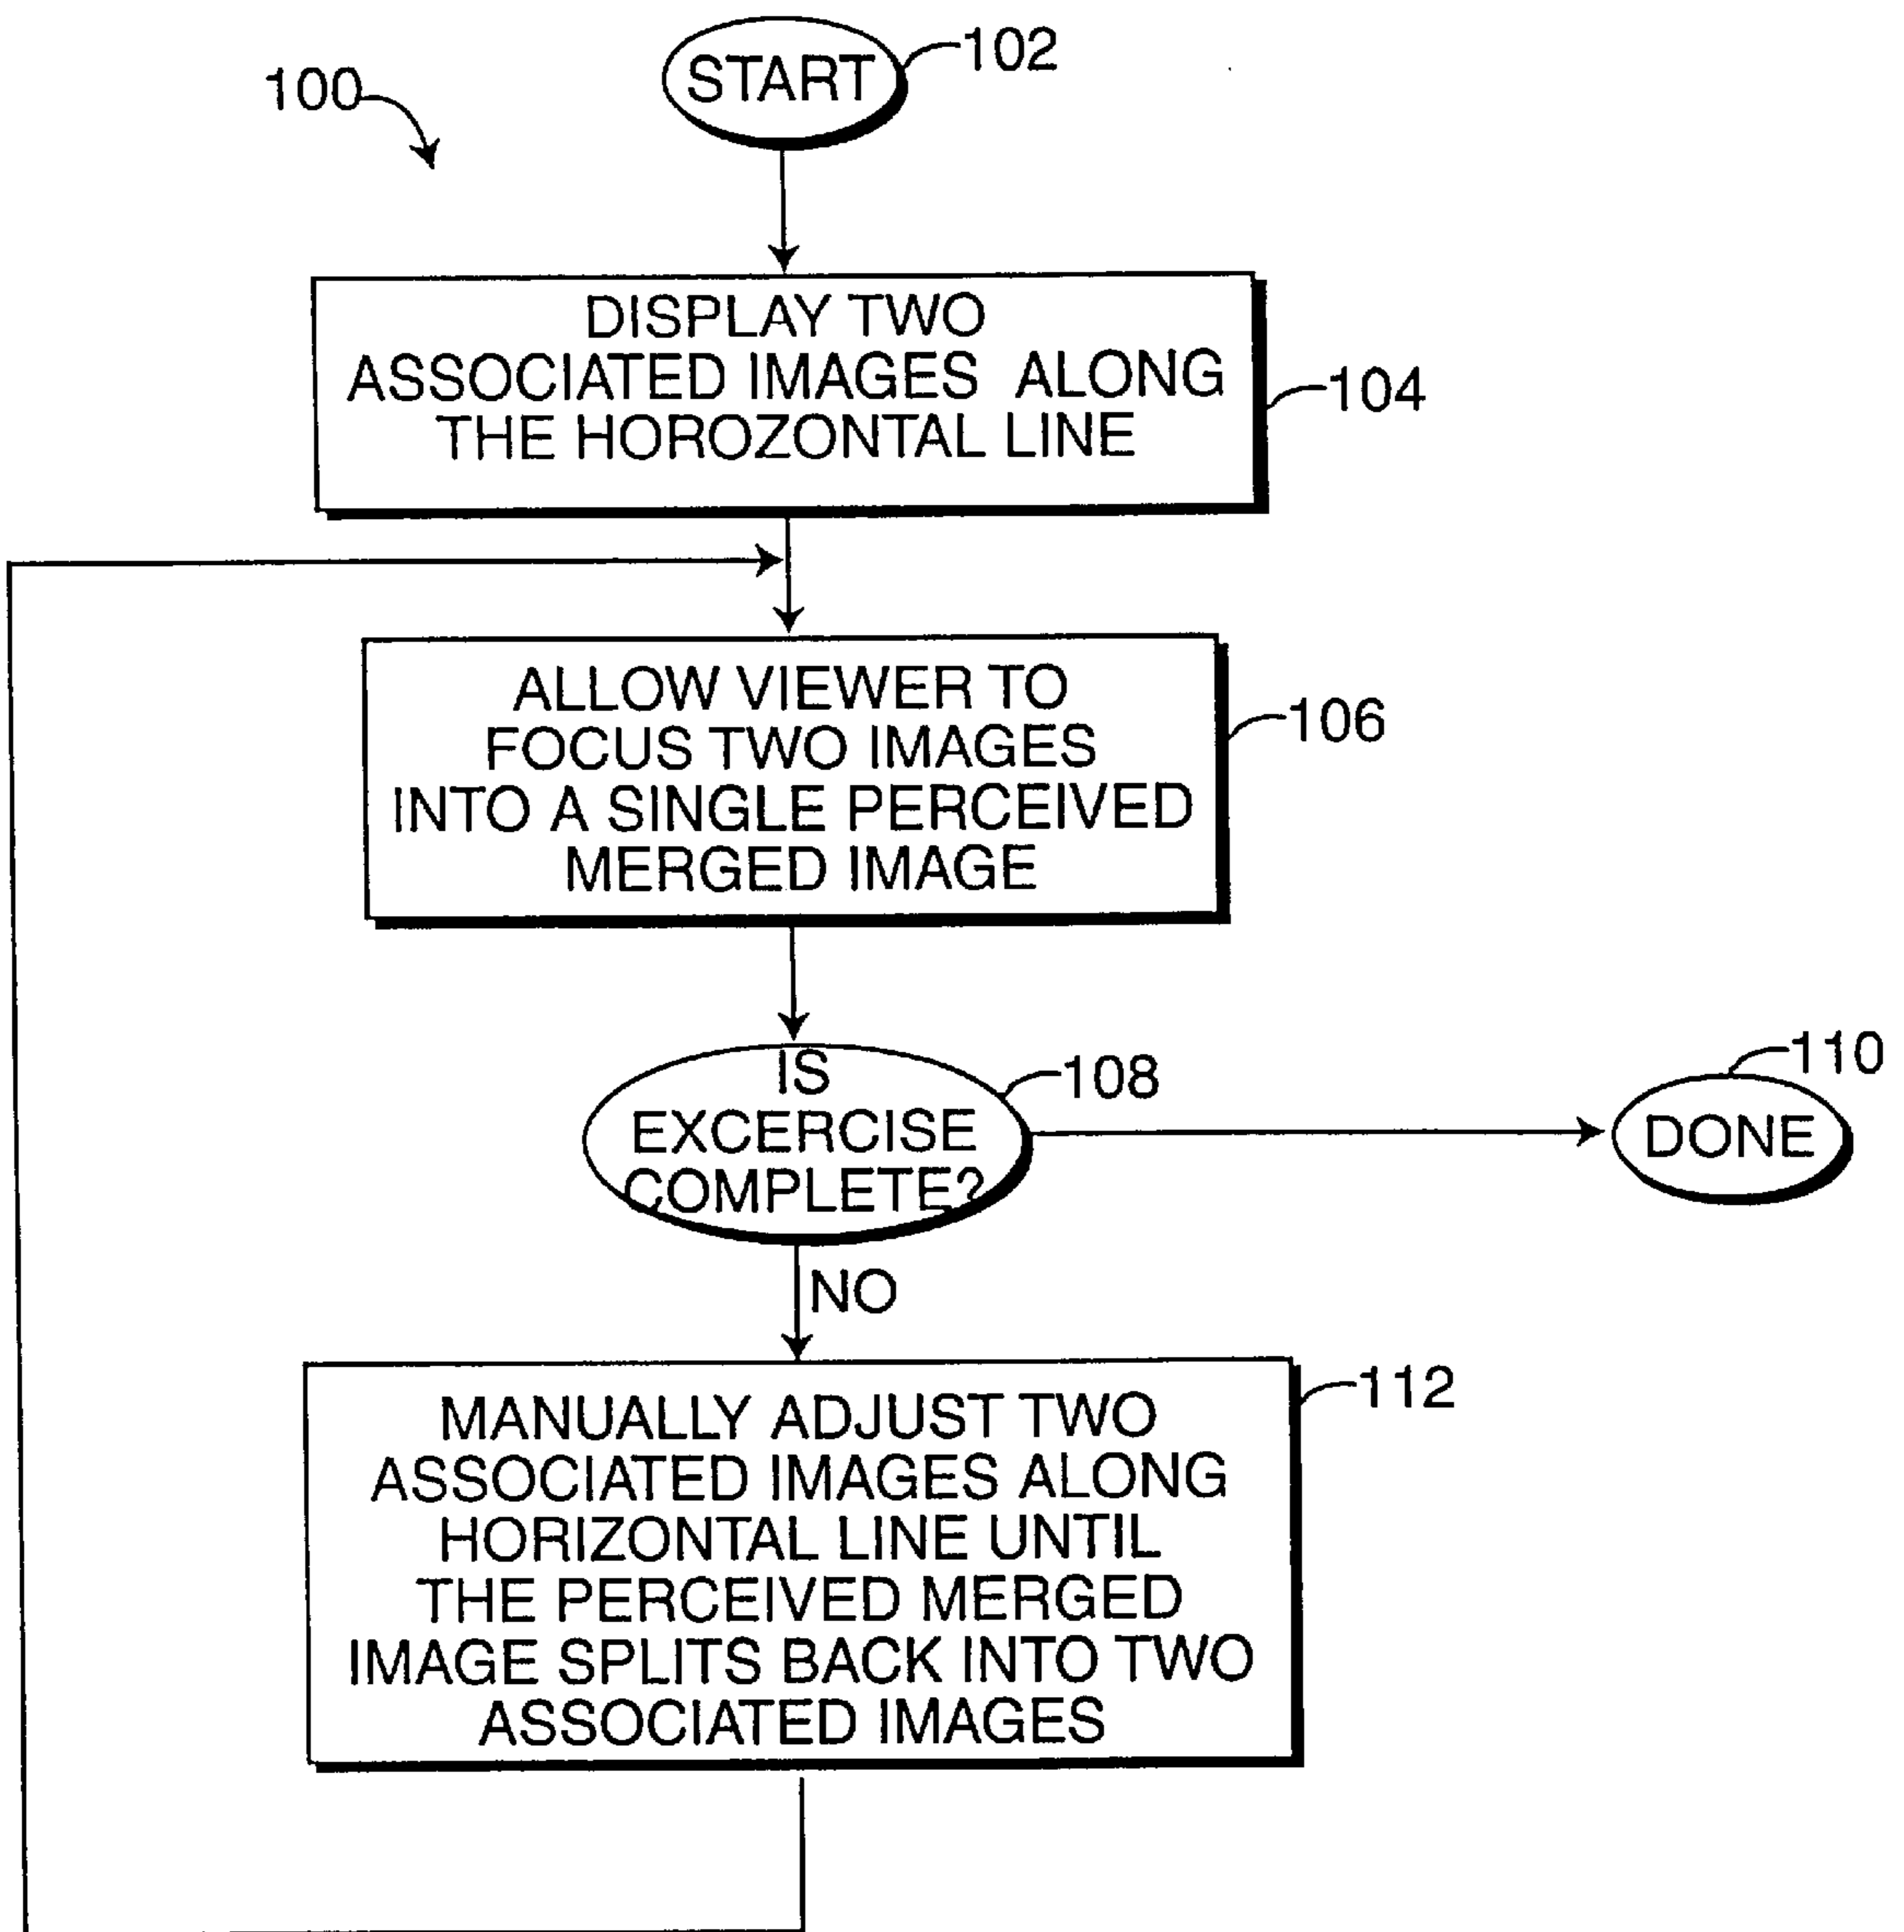 100
START
102
DISPLAY TWO
ASSOCIATED IMAGES ALONG
THE HOROZONTAL LINE
104
ALLOW VIEWER TO
FOCUS TWO IMAGES
INTO A SINGLE PERCEIVED
MERGED IMAGE
106
IS
EXCERCISE
COMPLETE?
108
110
DONE
NO
MANUALLY ADJUST TWO
ASSOCIATED IMAGES ALONG
HORIZONTAL LINE UNTIL
THE PERCEIVED MERGED
IMAGE SPLITS BACK INTO TWO
ASSOCIATED IMAGES
112